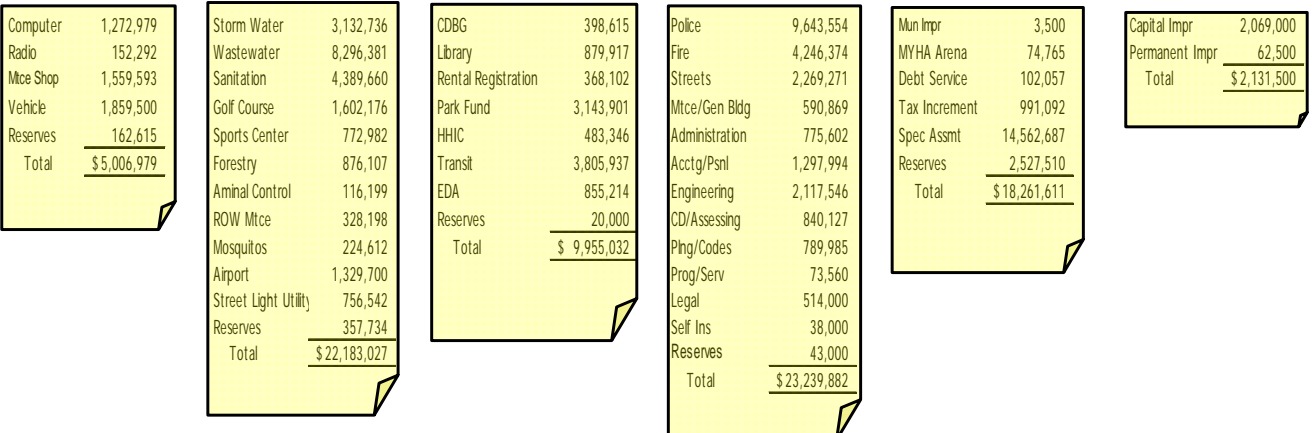 Computer 1,272,979
Radio 152,292
Mtce Shop 1,559,593
Vehicle 1,859,500
Reserves 162,615
Total $5,006,979
Storm Water 3,132,736
Wastewater 8,296,381
Sanitation 4,389,660
Golf Course 1,602,176
Sports Center 772,982
Forestry 876,107
Aminal Control 116,199
ROW Mtce 328,198
Mosquitos 224,612
Airport 1,329,700
Street Light Utility 756,542
Reserves 357,734
Total $22,183,027
CDBG 398,615
Library 879,917
Rental Registration 368,102
Park Fund 3,143,901
HHIC 483,346
Transit 3,805,937
EDA 855,214
Reserves 20,000
Total $ 9,955,032
Police 9,643,554
Fire 4,246,374
Streets 2,269,271
Mtce/Gen Bldg 590,869
Administration 775,602
Acctg/Psnl 1,297,994
Engineering 2,117,546
CD/Assessing 840,127
Plng/Codes 789,985
Prog/Serv 73,560
Legal 514,000
Self Ins 38,000
Reserves 43,000
Total $23,239,882
Mun Impr 3,500
MYHA Arena 74,765
Debt Service 102,057
Tax Increment 991,092
Spec Assmt 14,562,687
Reserves 2,527,510
Total $18,261,611
Capital Impr 2,069,000
Permanent Impr 62,500
Total $2,131,500